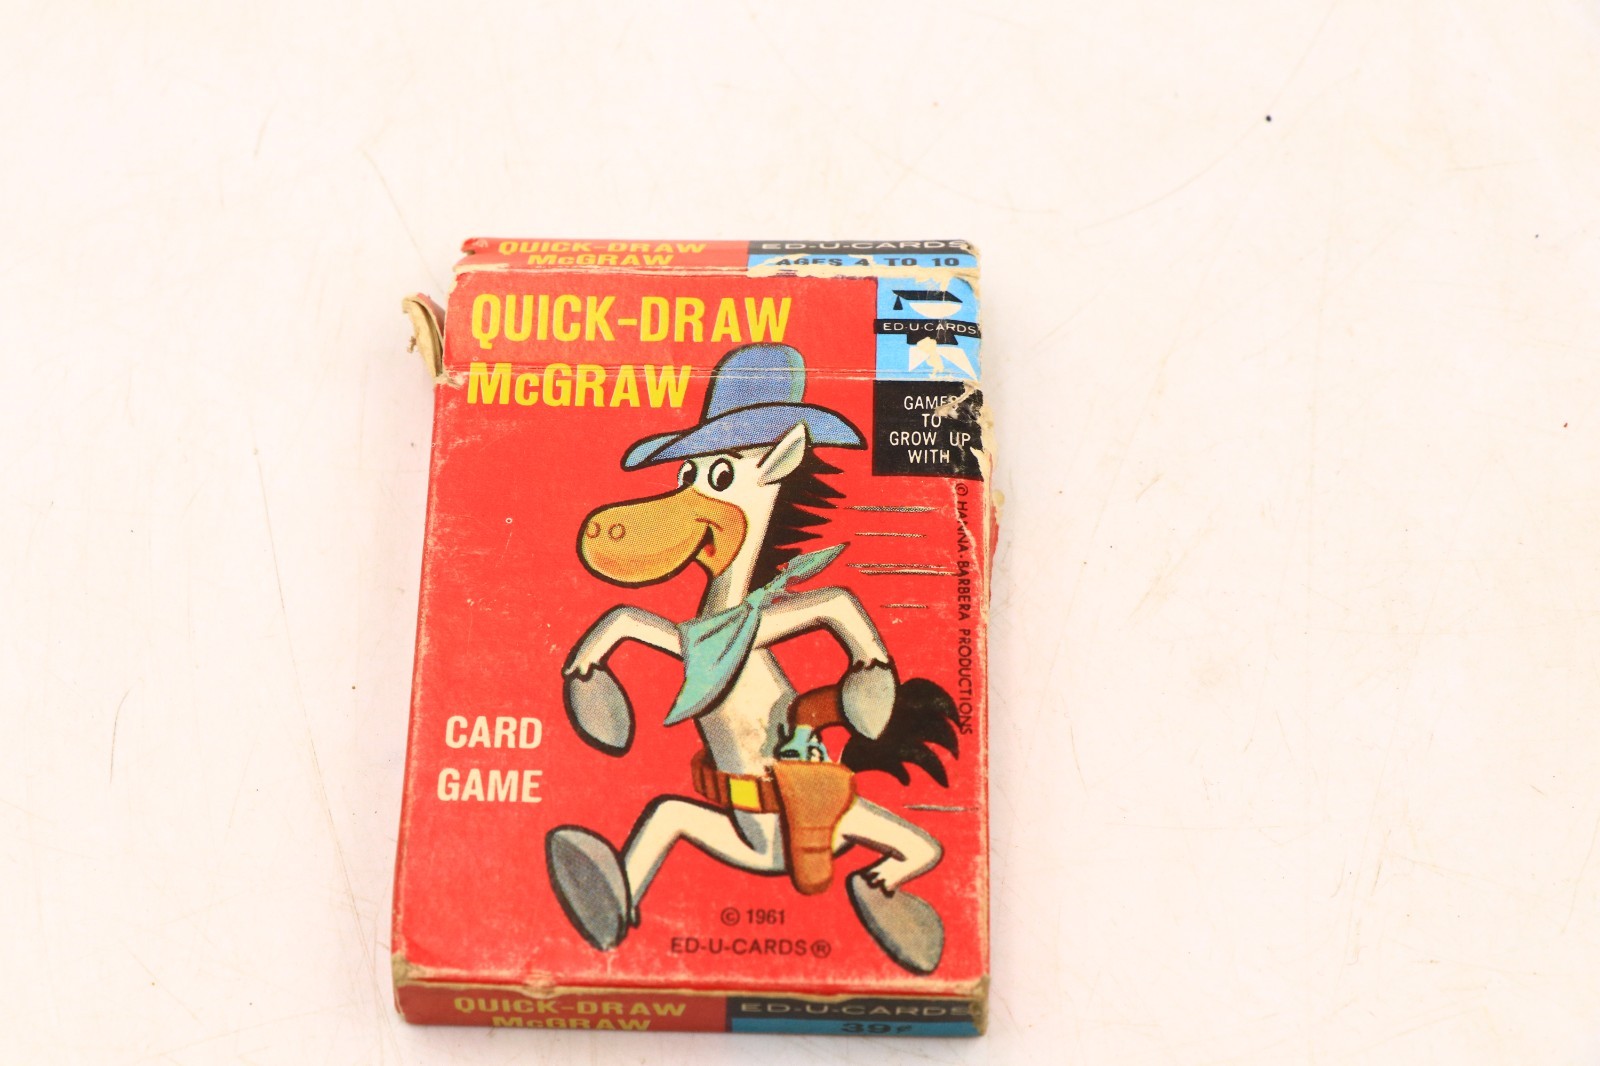 QUICK-DRAW
McGRAW
ED-U-CARDS
AGES 4 TO 10
QUICK-DRAW
McGRAW
ED-U-CARDS
GAMES
TO
GROW UP
WITH
© HANNA-BARBERA PRODUCTIONS
CARD
GAME
© 1961
ED-U-CARDS®
QUICK-DRAW
McGRAW
ED-U-CARDS
39¢